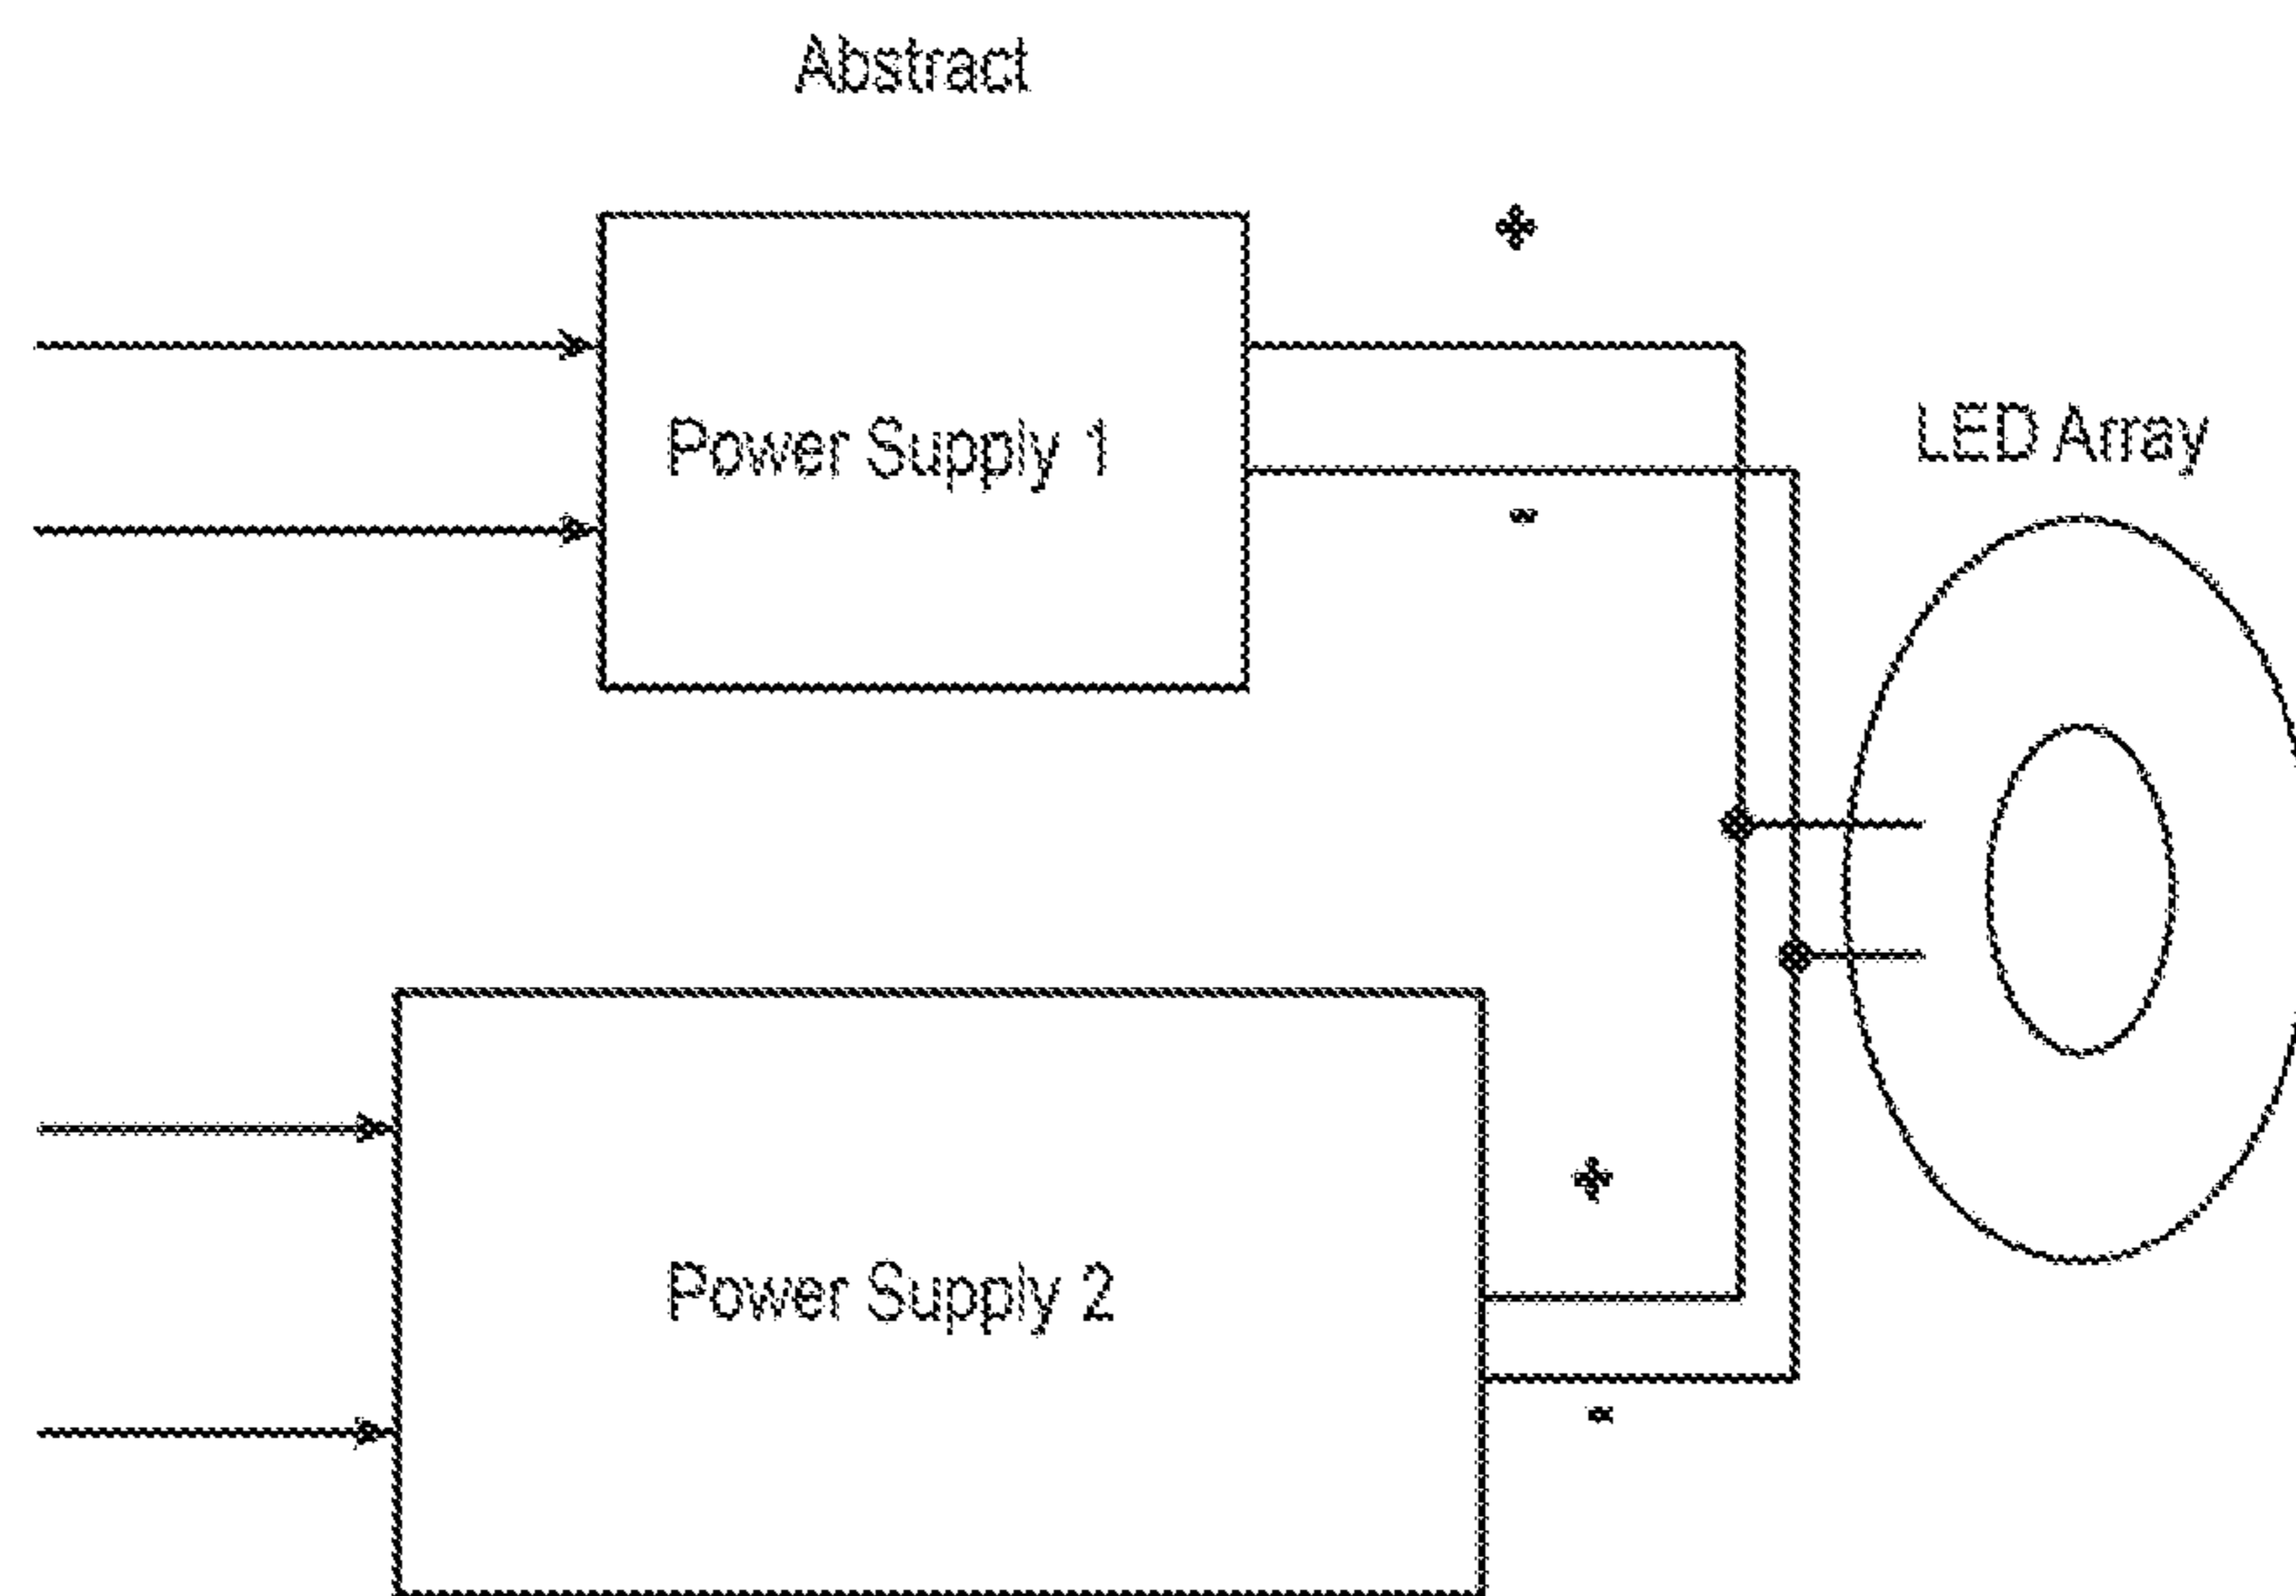 Abstract
+
Power Supply 1
LED Array
-
+
Power Supply 2
-